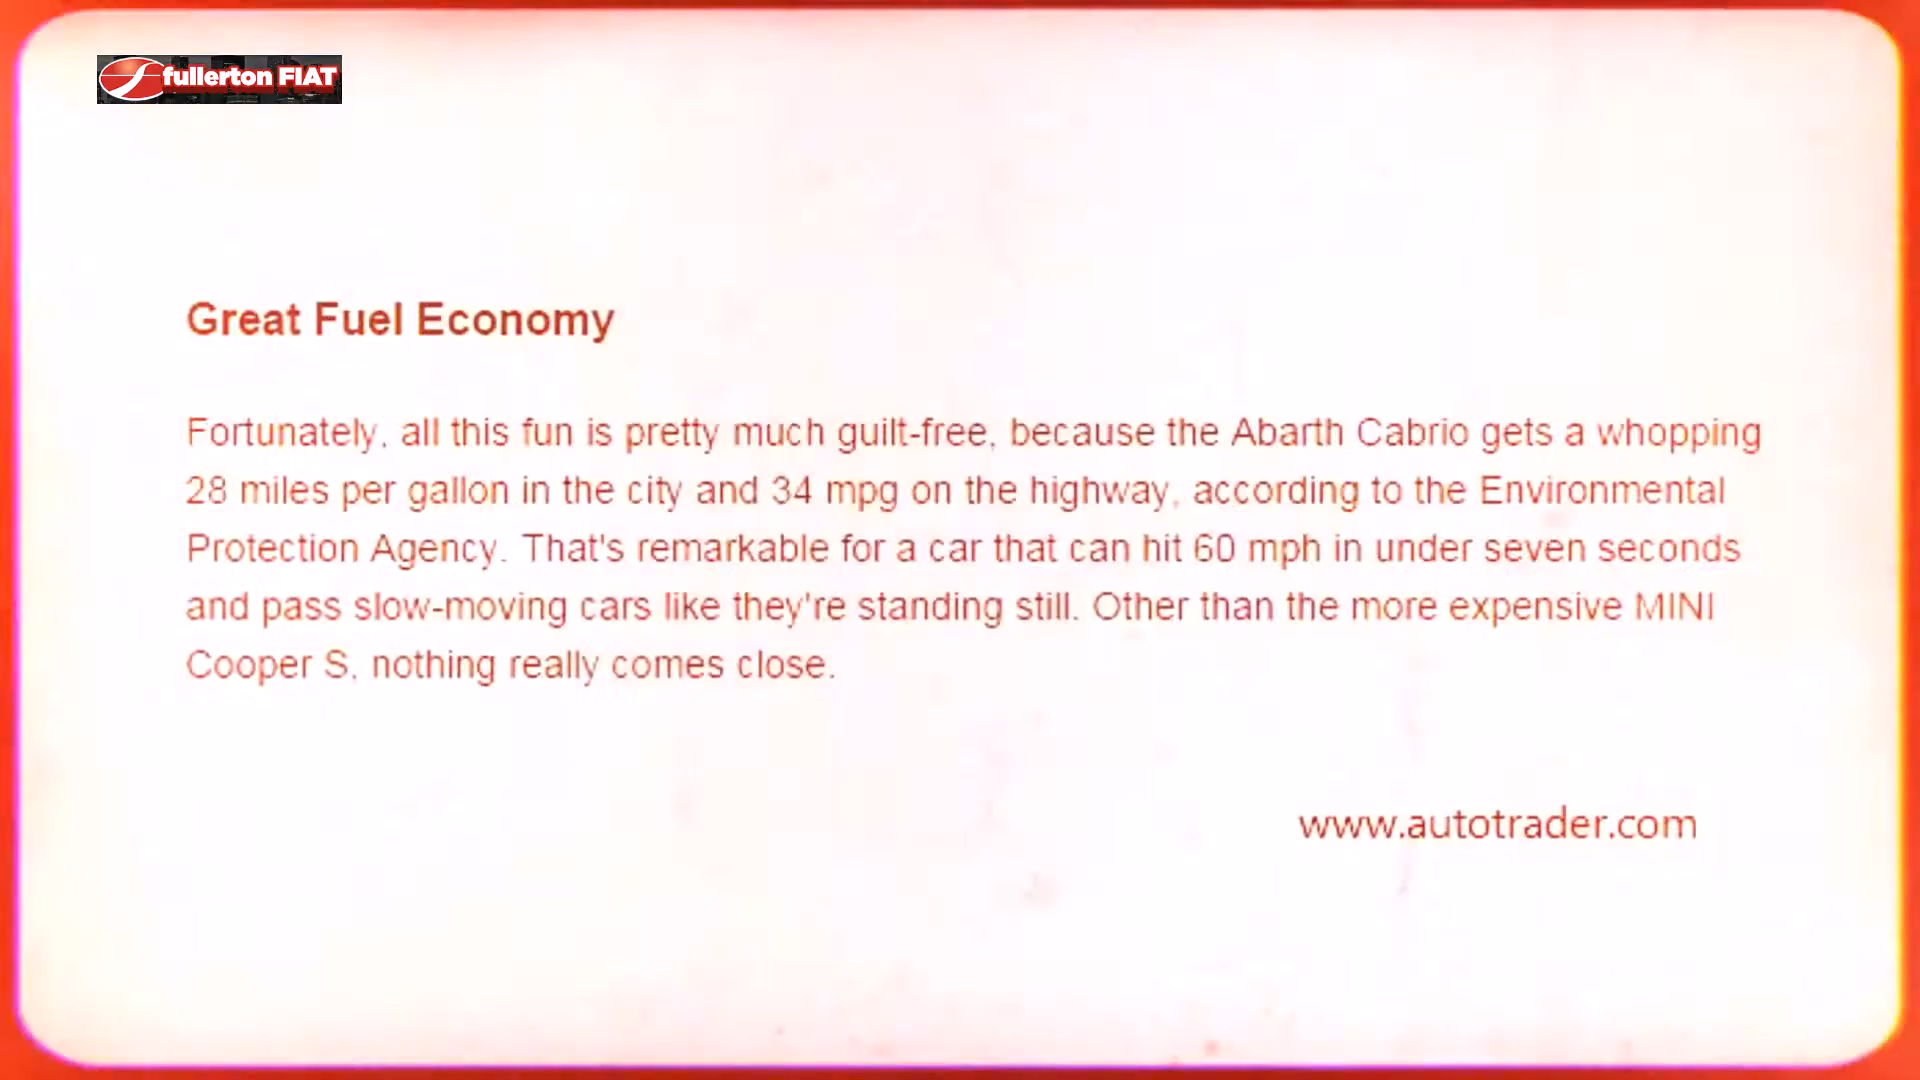 fullerton FIAT
Great Fuel Economy
Fortunately, all this fun is pretty much guilt-free, because the Abarth Cabrio gets a whopping
28 miles per gallon in the city and 34 mpg on the highway, according to the Environmental
Protection Agency. That's remarkable for a car that can hit 60 mph in under seven seconds
and pass slow-moving cars like they're standing still. Other than the more expensive MINI
Cooper S, nothing really comes close.
www.autotrader.com